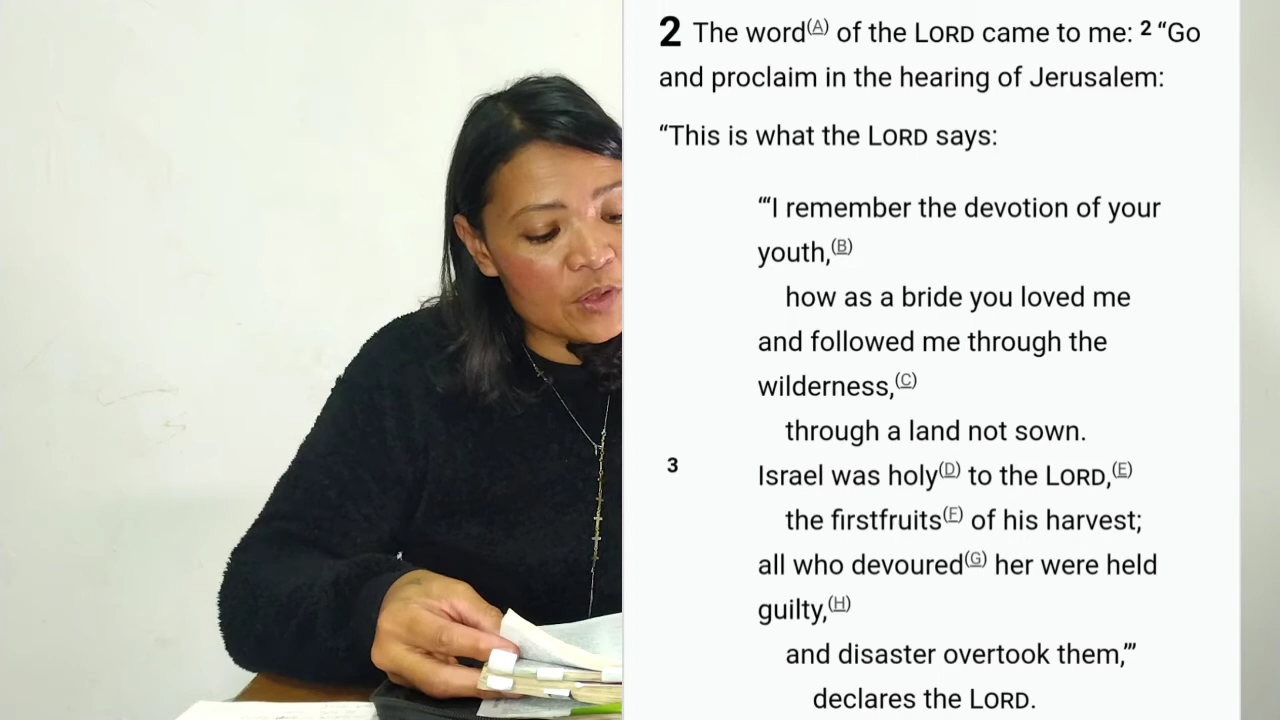 2 The word(A) of the LORD came to me: 2 “Go
and proclaim in the hearing of Jerusalem:
“This is what the LORD says:
“‘I remember the devotion of your
youth,(B)
how as a bride you loved me
and followed me through the
wilderness,(C)
through a land not sown.
3 Israel was holy(D) to the LORD,(E)
the firstfruits(F) of his harvest;
all who devoured(G) her were held
guilty,(H)
and disaster overtook them,’”
declares the LORD.